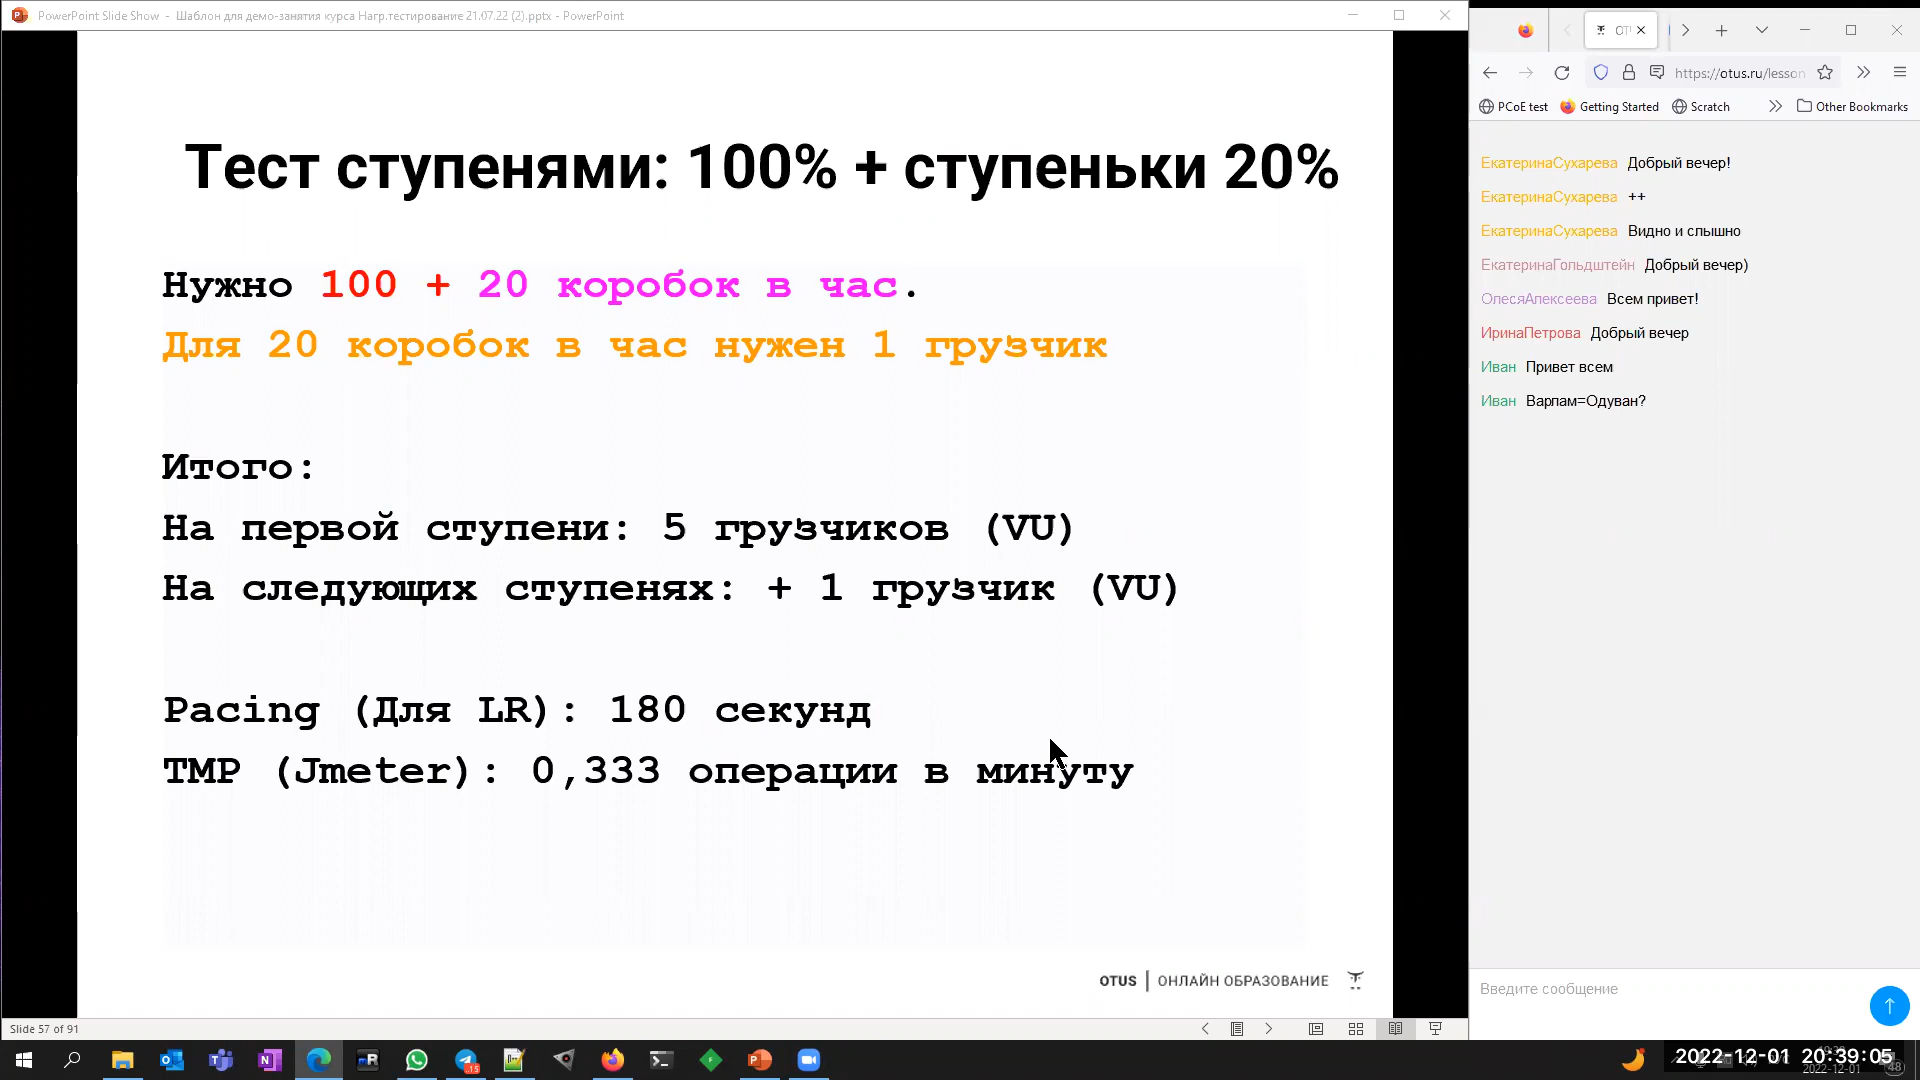 PowerPoint Slide Show - Шаблон для демо-занятия курса Нагр.тестирование 21.07.22 (2).pptx - PowerPoint
Тест ступенями: 100% + ступеньки 20%
Нужно 100 + 20 коробок в час.
Для 20 коробок в час нужен 1 грузчик
Итого:
На первой ступени: 5 грузчиков (VU)
На следующих ступенях: + 1 грузчик (VU)
Pacing (Для LR): 180 секунд
TMP (Jmeter): 0,333 операции в минуту
OTUS | ОНЛАЙН ОБРАЗОВАНИЕ
Slide 57 of 91
https://otus.ru/lesson
PCoE test Getting Started Scratch Other Bookmarks
ЕкатеринаСухарева Добрый вечер!
ЕкатеринаСухарева ++
ЕкатеринаСухарева Видно и слышно
ЕкатеринаГольдштейн Добрый вечер)
ОлесяАлексеева Всем привет!
ИринаПетрова Добрый вечер
Иван Привет всем
Иван Варлам=Одуван?
Введите сообщение
2022-12-01 20:39:05
2022-12-01
48